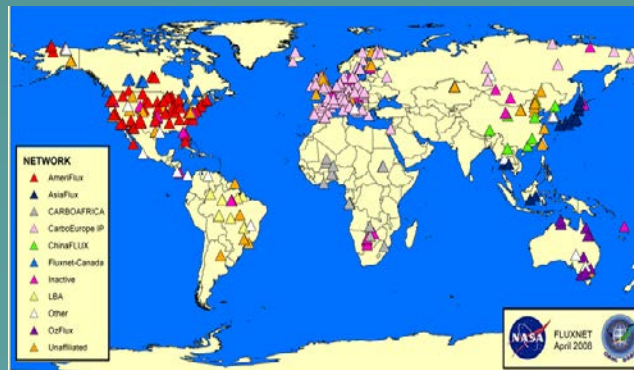 NETWORK
AmeriFlux
AsiaFlux
CARBOAFRICA
CarboEurope IP
ChinaFLUX
Fluxnet-Canada
Inactive
LBA
Other
OzFlux
Unaffiliated
NASA
FLUXNET
April 2008